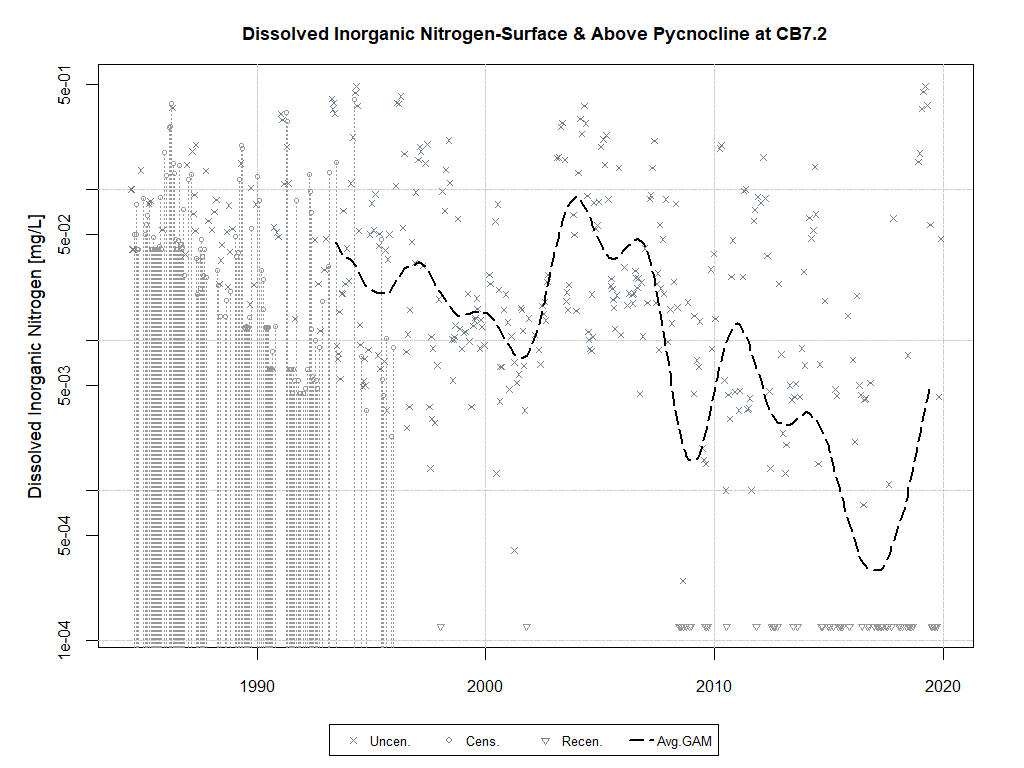 Dissolved Inorganic Nitrogen-Surface & Above Pycnocline at CB7.2
Dissolved Inorganic Nitrogen [mg/L]
5e-01
5e-02
5e-03
5e-04
1e-04
1990 2000 2010 2020
Uncen. Cens. Recen. Avg.GAM